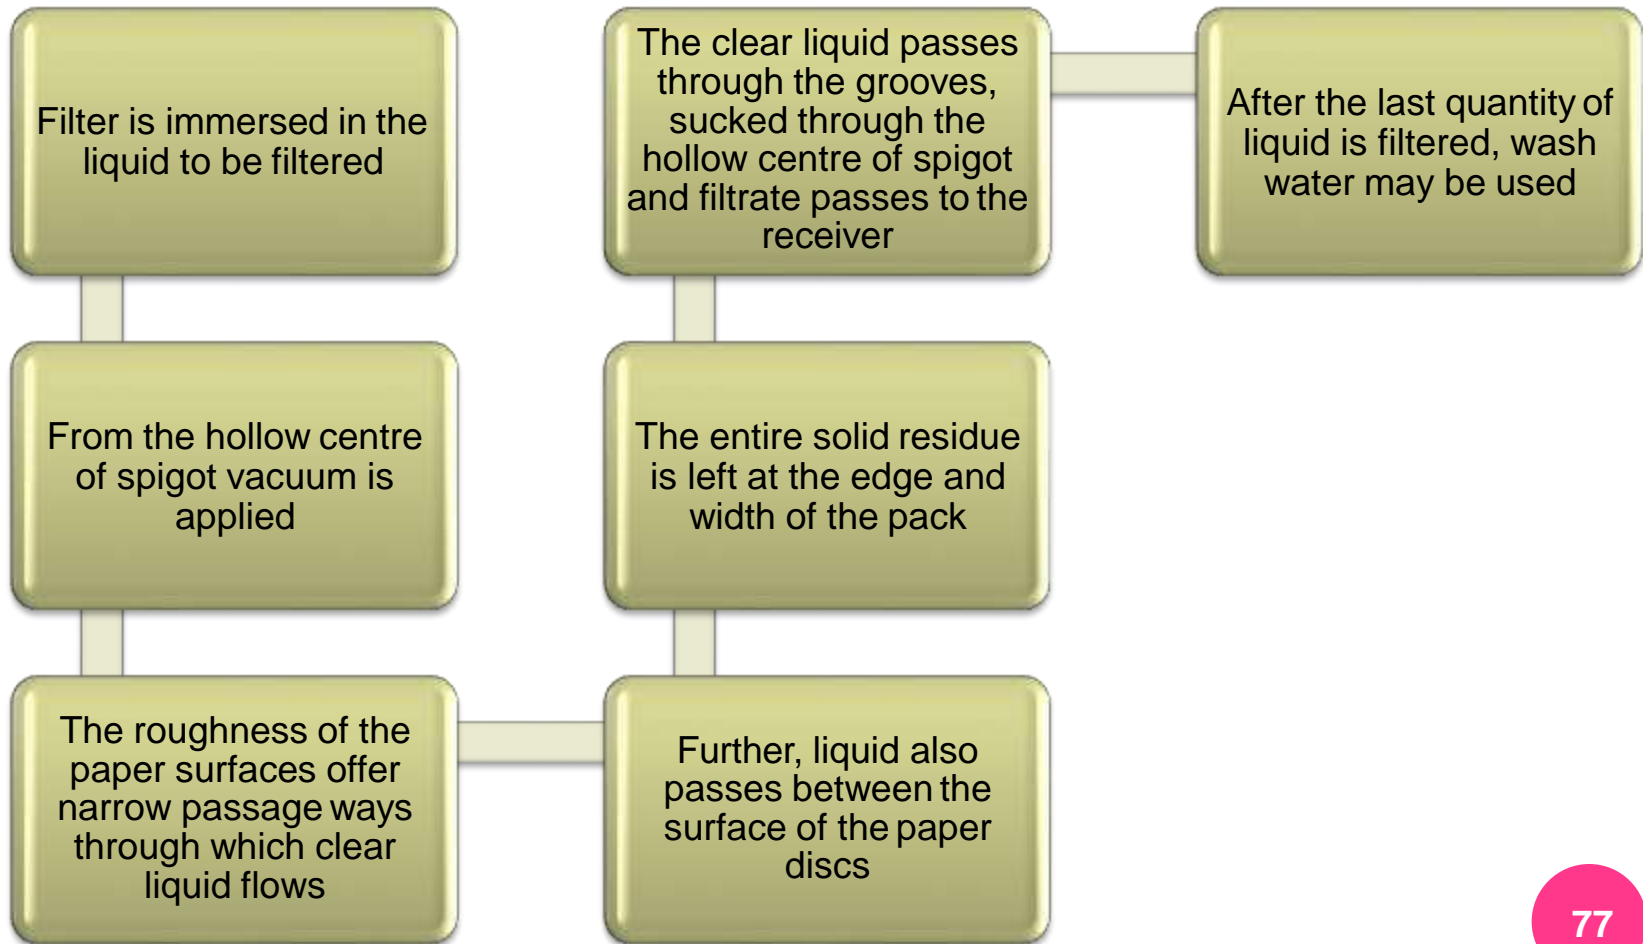 Filter is immersed in the
liquid to be filtered
From the hollow centre
of spigot vacuum is
applied
The roughness of the
paper surfaces offer
narrow passage ways
through which clear
liquid flows
Further, liquid also
passes between the
surface of the paper
discs
The entire solid residue
is left at the edge and
width of the pack
The clear liquid passes
through the grooves,
sucked through the
hollow centre of spigot
and filtrate passes to the
receiver
After the last quantity of
liquid is filtered, wash
water may be used
77